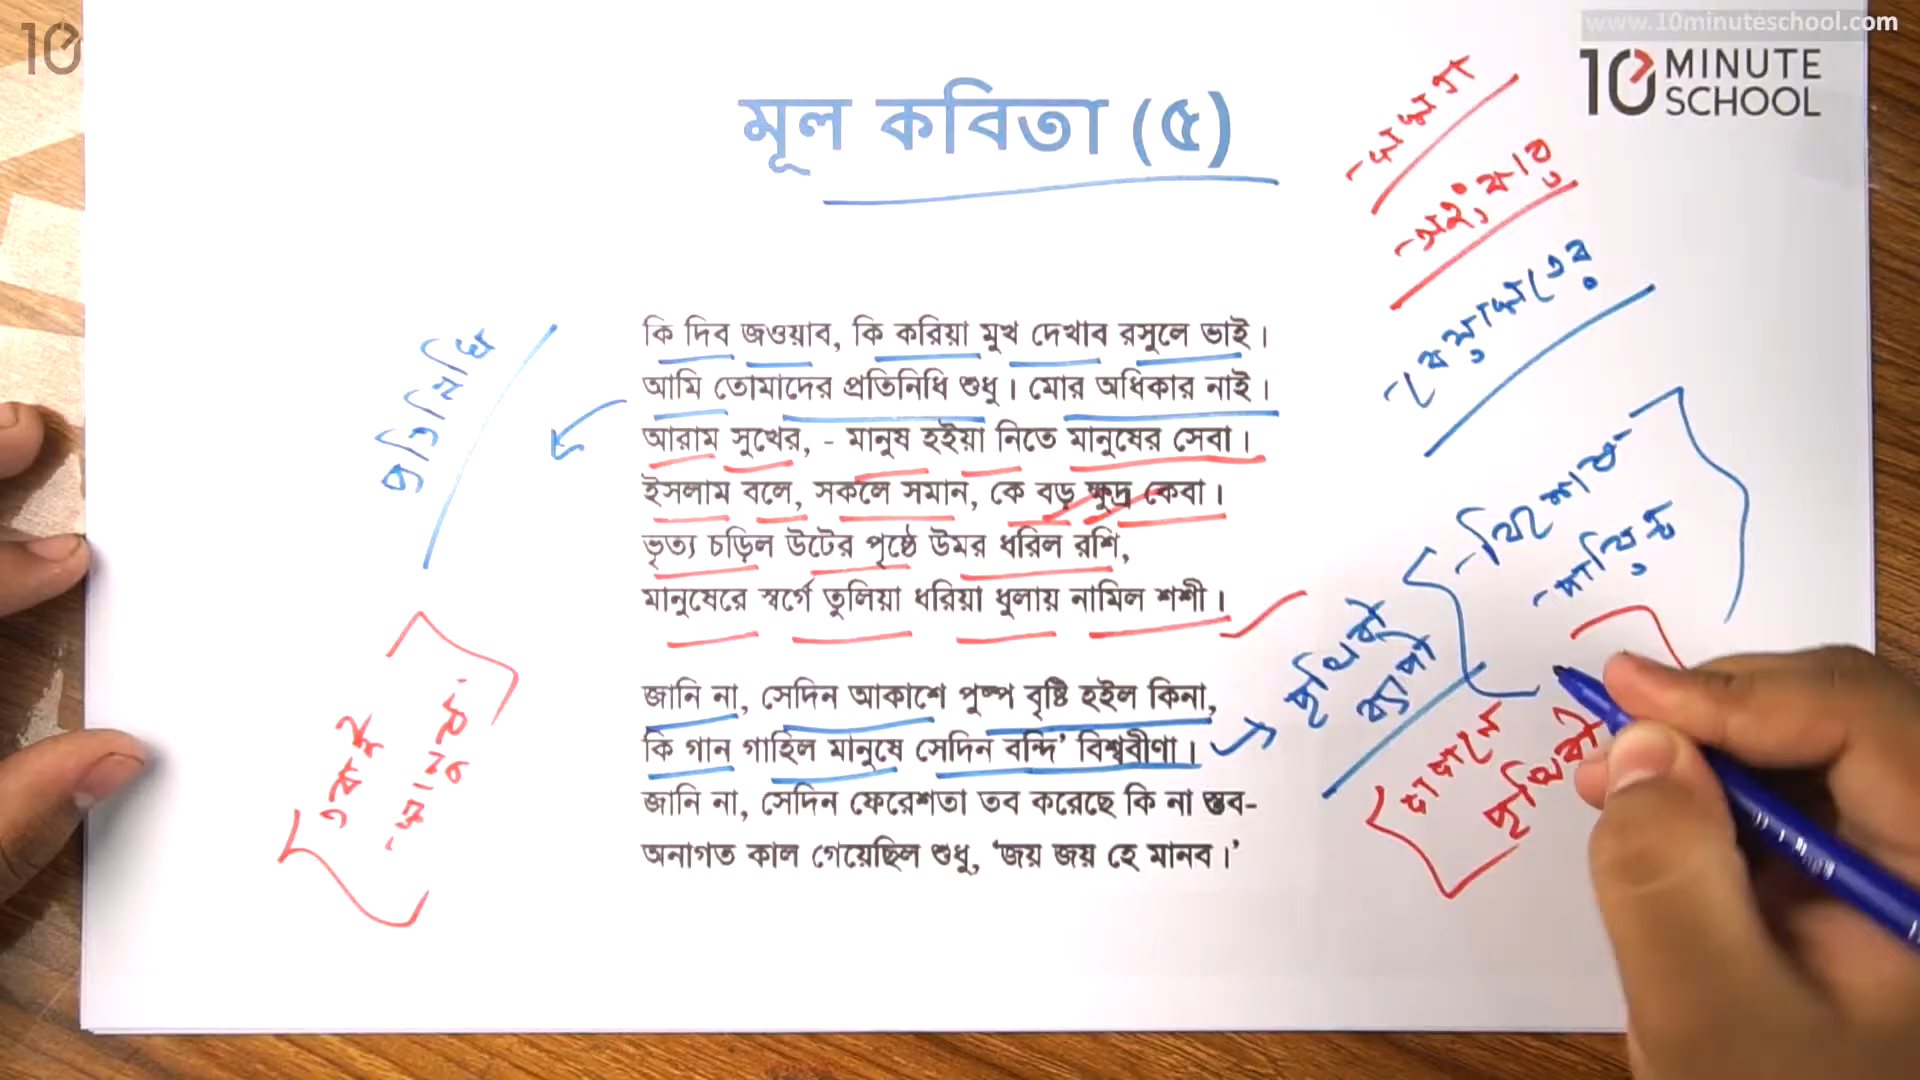 10
www.10minuteschool.com
10 MINUTE
SCHOOL
মূল কবিতা (৫)
- অহংকার
প্রতিনিধি
কি দিব জওয়াব, কি করিয়া মুখ দেখাব রসুলে ভাই।
আমি তোমাদের প্রতিনিধি শুধু। মোর অধিকার নাই।
আরাম সুখের, - মানুষ হইয়া নিতে মানুষের সেবা।
ইসলাম বলে, সকলে সমান, কে বড় ক্ষুদ্র কেবা।
ভৃত্য চড়িল উটের পৃষ্ঠে উমর ধরিল রশি,
মানুষেরে স্বর্গে তুলিয়া ধরিয়া ধুলায় নামিল শশী।
জানি না, সেদিন আকাশে পুষ্প বৃষ্টি হইল কিনা,
কি গান গাহিল মানুষে সেদিন বন্দি' বিশ্ববীণা।
জানি না, সেদিন ফেরেশতা তব করেছে কি না স্তব-
অনাগত কাল গেয়েছিল শুধু, 'জয় জয় হে মানব।'
পৃথিবী
ব্যাপী
পৃথিবী